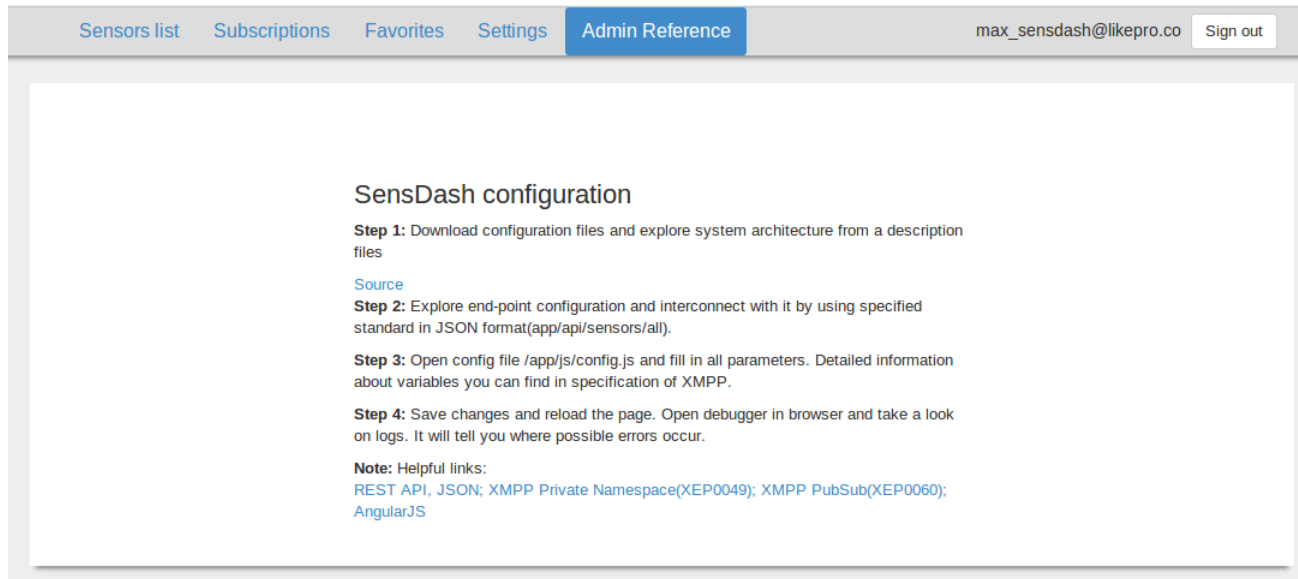 Sensors list Subscriptions Favorites Settings Admin Reference max_sensdash@likepro.co Sign out
SensDash configuration
Step 1: Download configuration files and explore system architecture from a description
files
Source
Step 2: Explore end-point configuration and interconnect with it by using specified
standard in JSON format(app/api/sensors/all).
Step 3: Open config file /app/js/config.js and fill in all parameters. Detailed information
about variables you can find in specification of XMPP.
Step 4: Save changes and reload the page. Open debugger in browser and take a look
on logs. It will tell you where possible errors occur.
Note: Helpful links:
REST API, JSON; XMPP Private Namespace(XEP0049); XMPP PubSub(XEP0060);
AngularJS